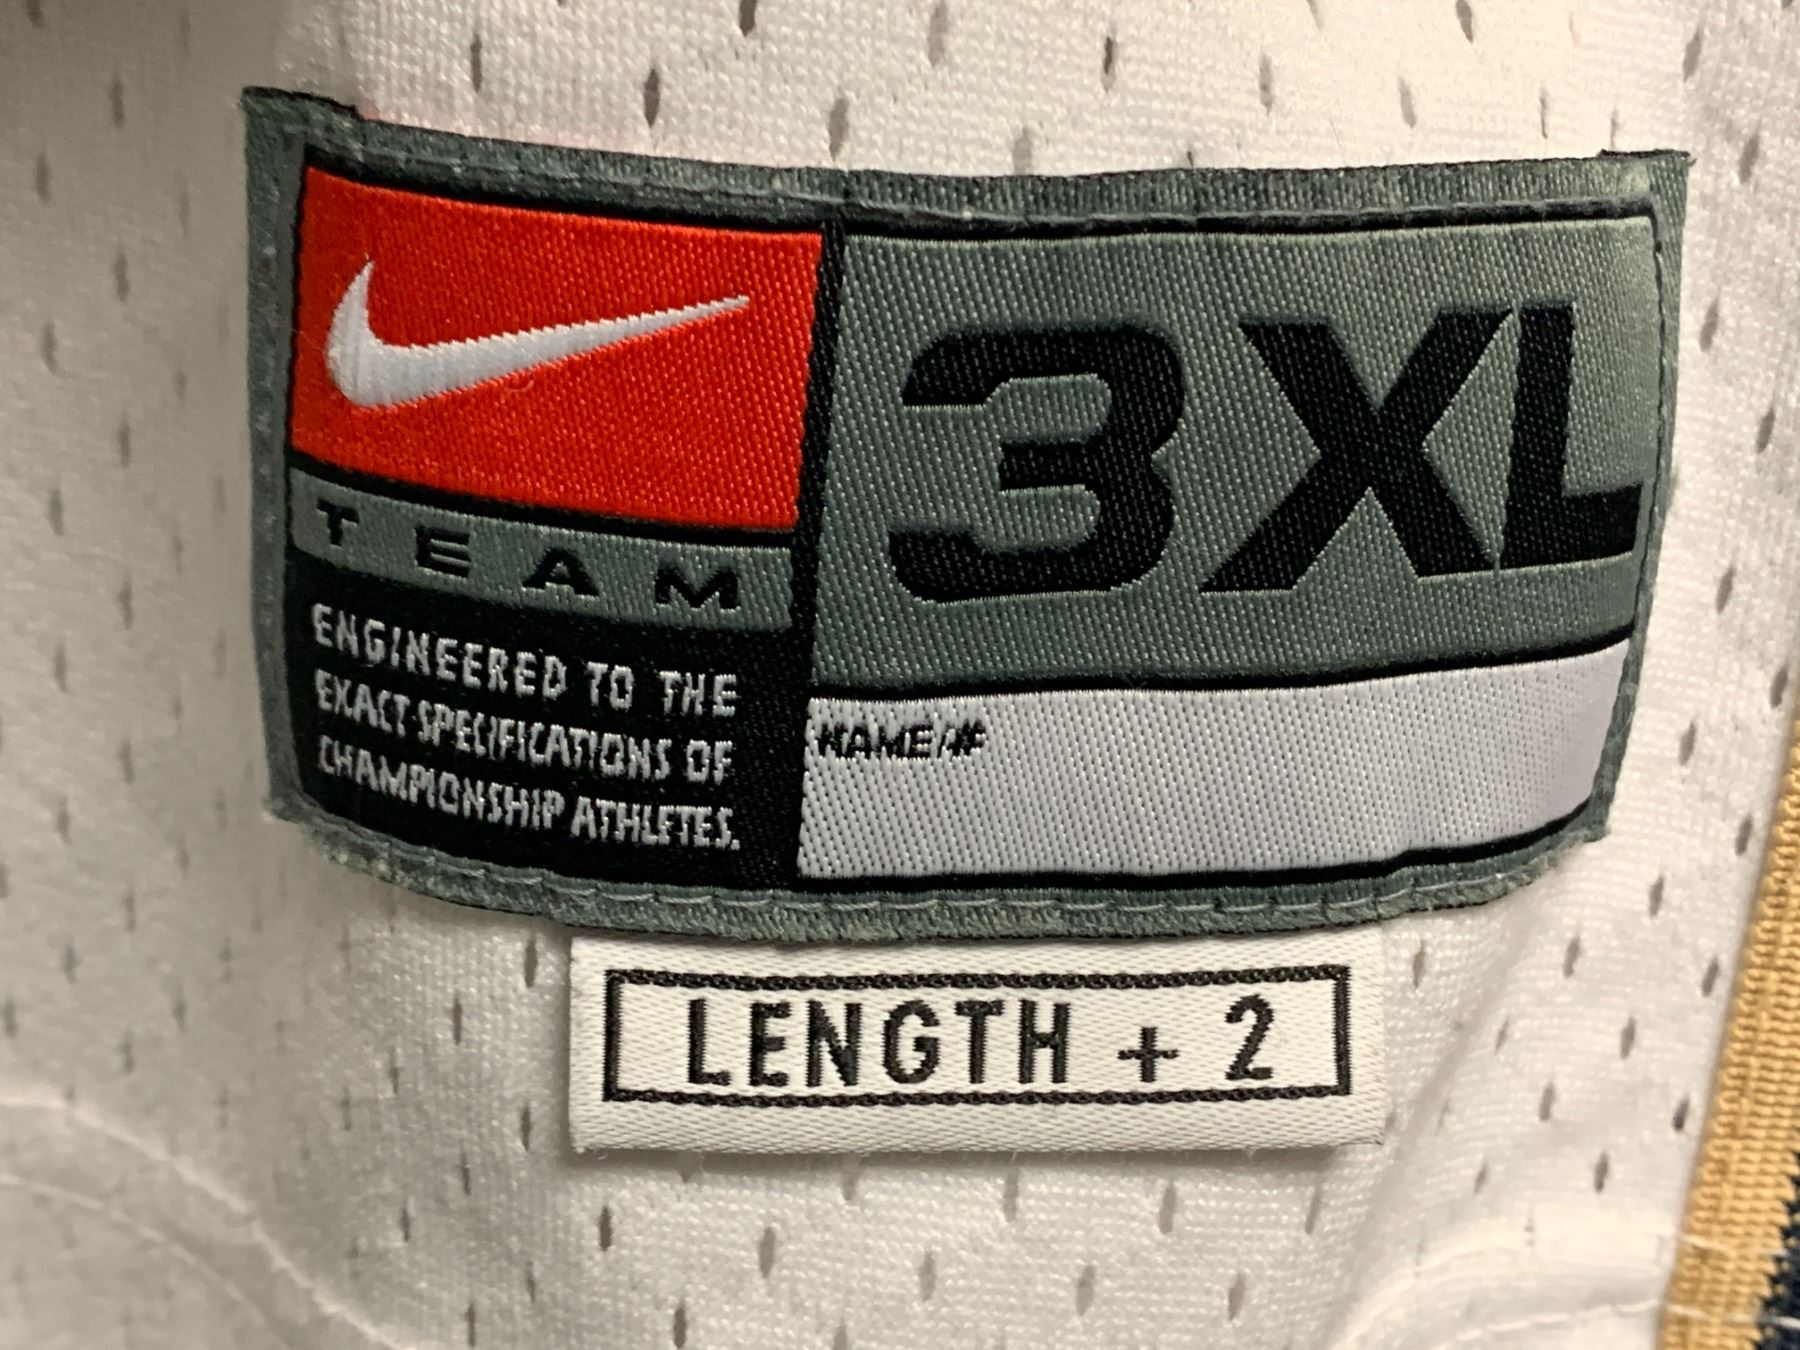 TEAM
ENGINEERED TO THE
EXACT SPECIFICATIONS OF
CHAMPIONSHIP ATHLETES.
3XL
NAME/#
LENGTH + 2